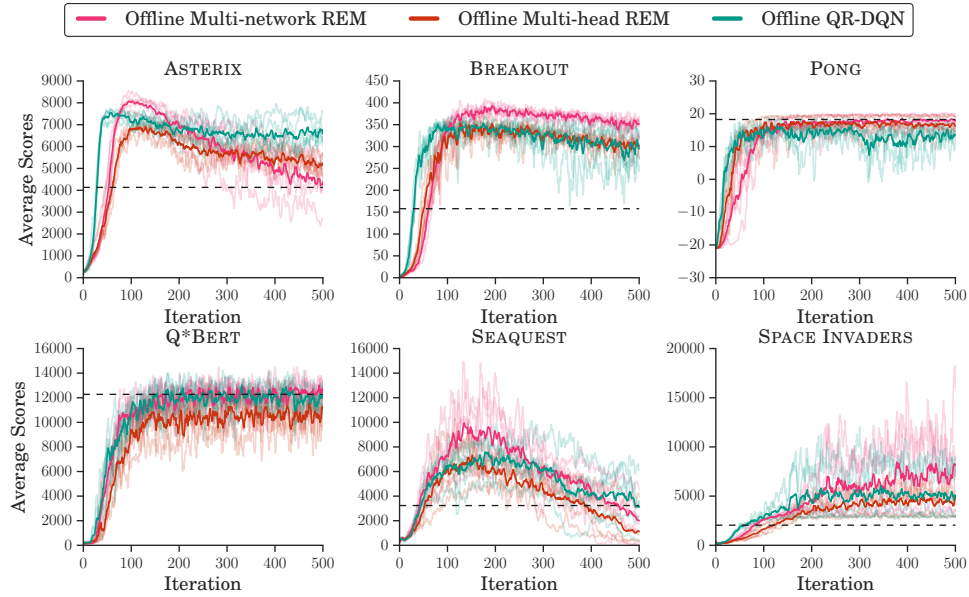 Offline Multi-network REM Offline Multi-head REM Offline QR-DQN
ASTERIX BREAKOUT PONG
Average Scores
9000
8000
7000
6000
5000
4000
3000
2000
1000
0
0 100 200 300 400 500
Iteration
450
400
350
300
250
200
150
100
50
0
0 100 200 300 400 500
Iteration
30
20
10
0
−10
−20
−30
0 100 200 300 400 500
Iteration
Q*BERT SEAQUEST SPACE INVADERS
Average Scores
16000
14000
12000
10000
8000
6000
4000
2000
0
0 100 200 300 400 500
Iteration
16000
14000
12000
10000
8000
6000
4000
2000
0
0 100 200 300 400 500
Iteration
20000
15000
10000
5000
0
0 100 200 300 400 500
Iteration